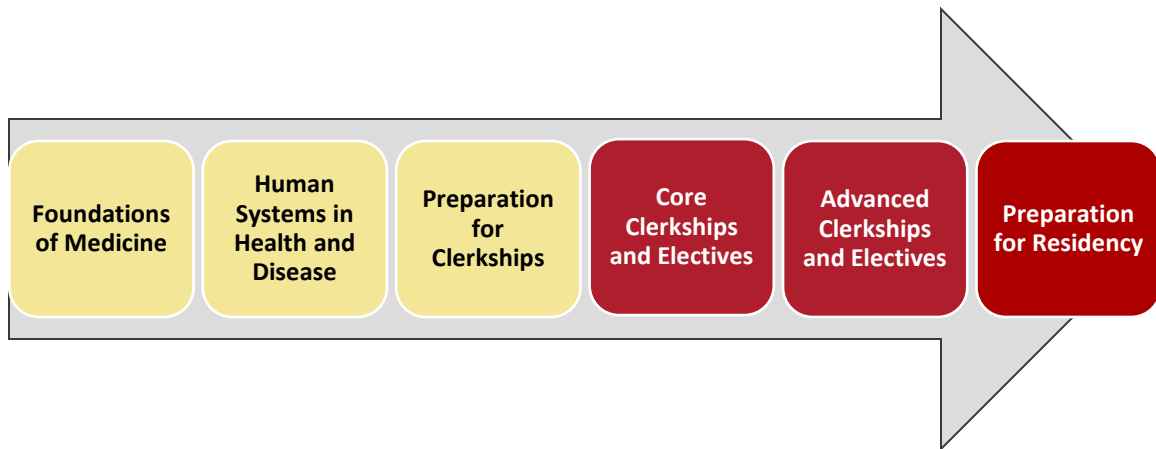 Foundations
of Medicine
Human
Systems in
Health and
Disease
Preparation
for
Clerkships
Core
Clerkships
and Electives
Advanced
Clerkships
and Electives
Preparation
for Residency